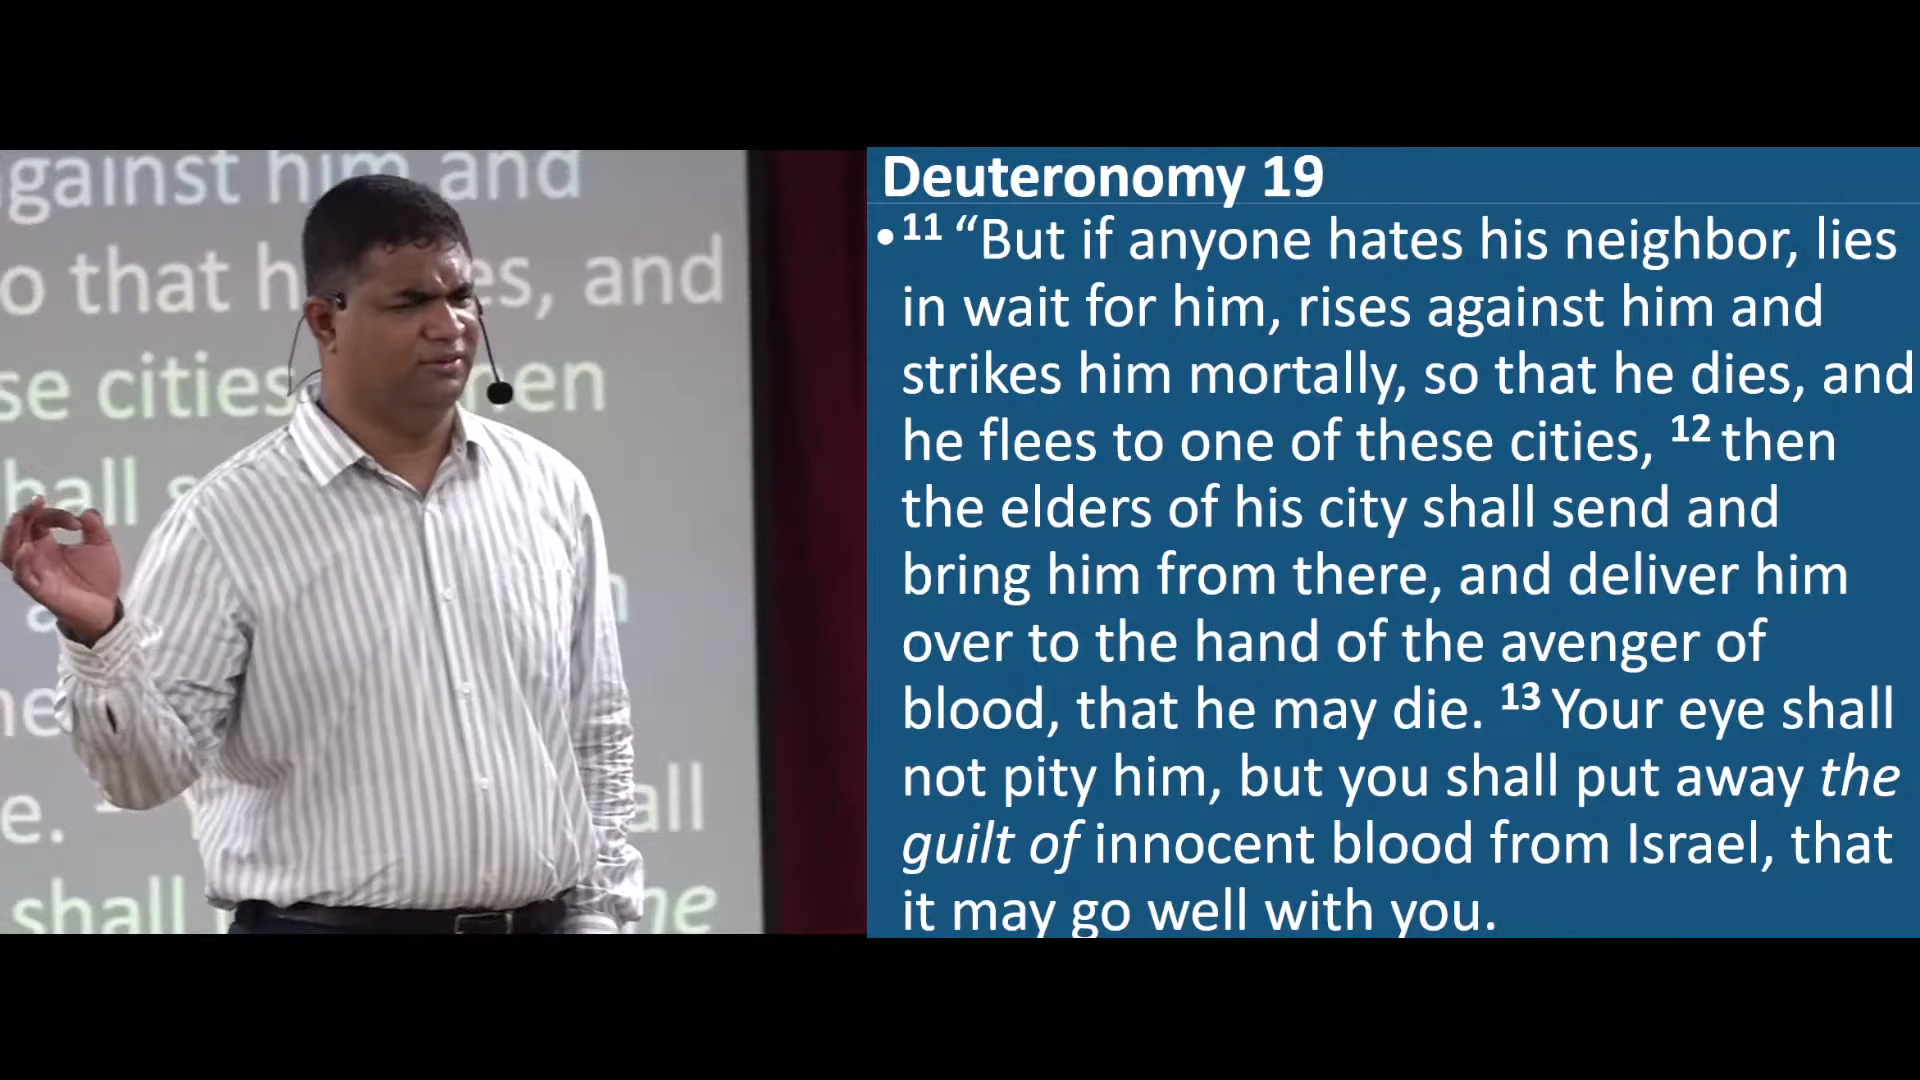 gainst him and
o that h es, and
se cities en
hall s
ne
e. all
shall he
Deuteronomy 19
• 11 “But if anyone hates his neighbor, lies
in wait for him, rises against him and
strikes him mortally, so that he dies, and
he flees to one of these cities, 12 then
the elders of his city shall send and
bring him from there, and deliver him
over to the hand of the avenger of
blood, that he may die. 13 Your eye shall
not pity him, but you shall put away the
guilt of innocent blood from Israel, that
it may go well with you.